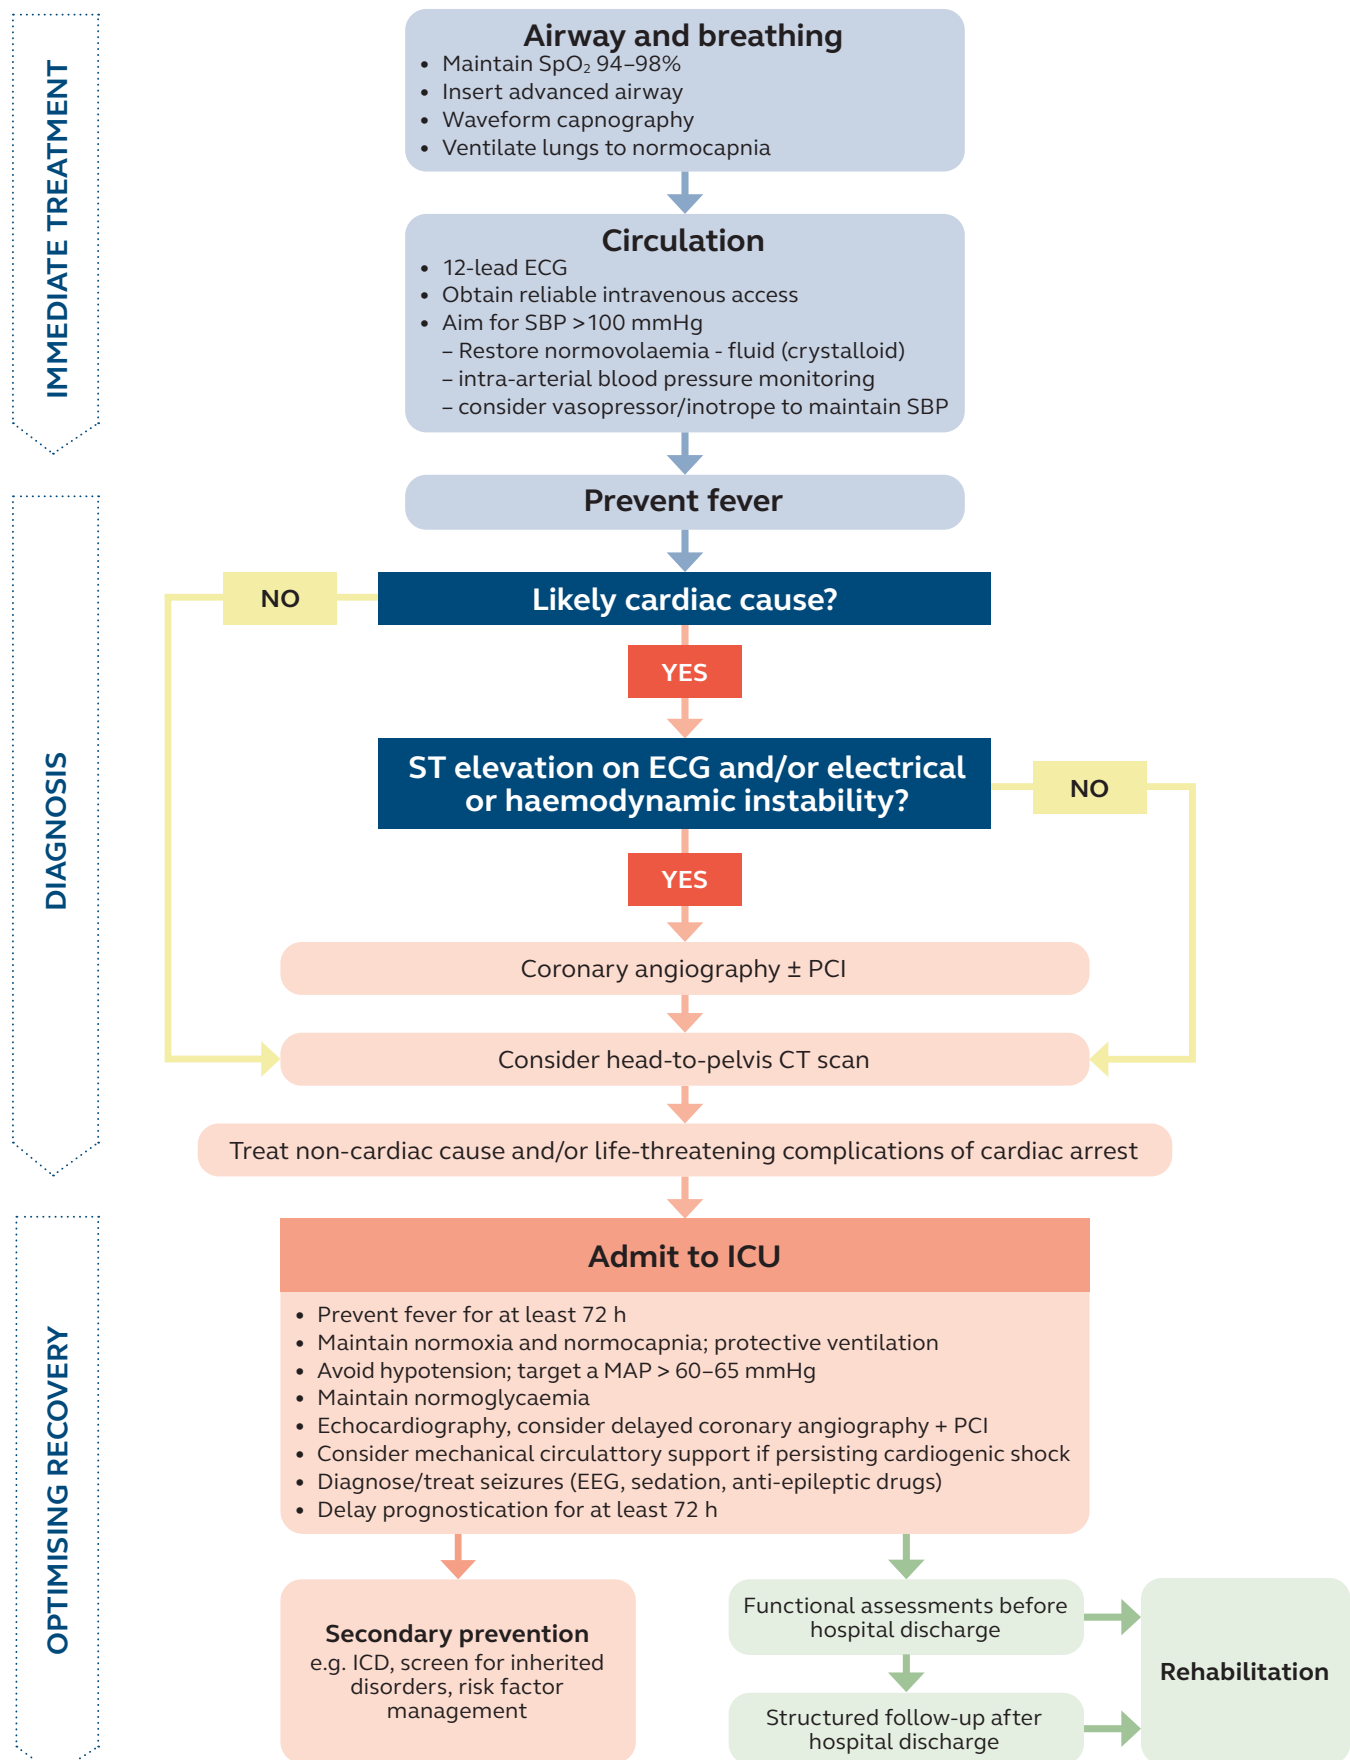 IMMEDIATE TREATMENT
Airway and breathing
• Maintain SpO₂ 94–98%
• Insert advanced airway
• Waveform capnography
• Ventilate lungs to normocapnia
Circulation
• 12-lead ECG
• Obtain reliable intravenous access
• Aim for SBP >100 mmHg
– Restore normovolaemia - fluid (crystalloid)
– intra-arterial blood pressure monitoring
– consider vasopressor/inotrope to maintain SBP
Prevent fever
DIAGNOSIS
Likely cardiac cause?
NO
YES
ST elevation on ECG and/or electrical
or haemodynamic instability?
NO
YES
Coronary angiography ± PCI
Consider head-to-pelvis CT scan
Treat non-cardiac cause and/or life-threatening complications of cardiac arrest
OPTIMISING RECOVERY
Admit to ICU
• Prevent fever for at least 72 h
• Maintain normoxia and normocapnia; protective ventilation
• Avoid hypotension; target a MAP > 60–65 mmHg
• Maintain normoglycaemia
• Echocardiography, consider delayed coronary angiography + PCI
• Consider mechanical circulattory support if persisting cardiogenic shock
• Diagnose/treat seizures (EEG, sedation, anti-epileptic drugs)
• Delay prognostication for at least 72 h
Secondary prevention
e.g. ICD, screen for inherited
disorders, risk factor
management
Functional assessments before
hospital discharge
Structured follow-up after
hospital discharge
Rehabilitation